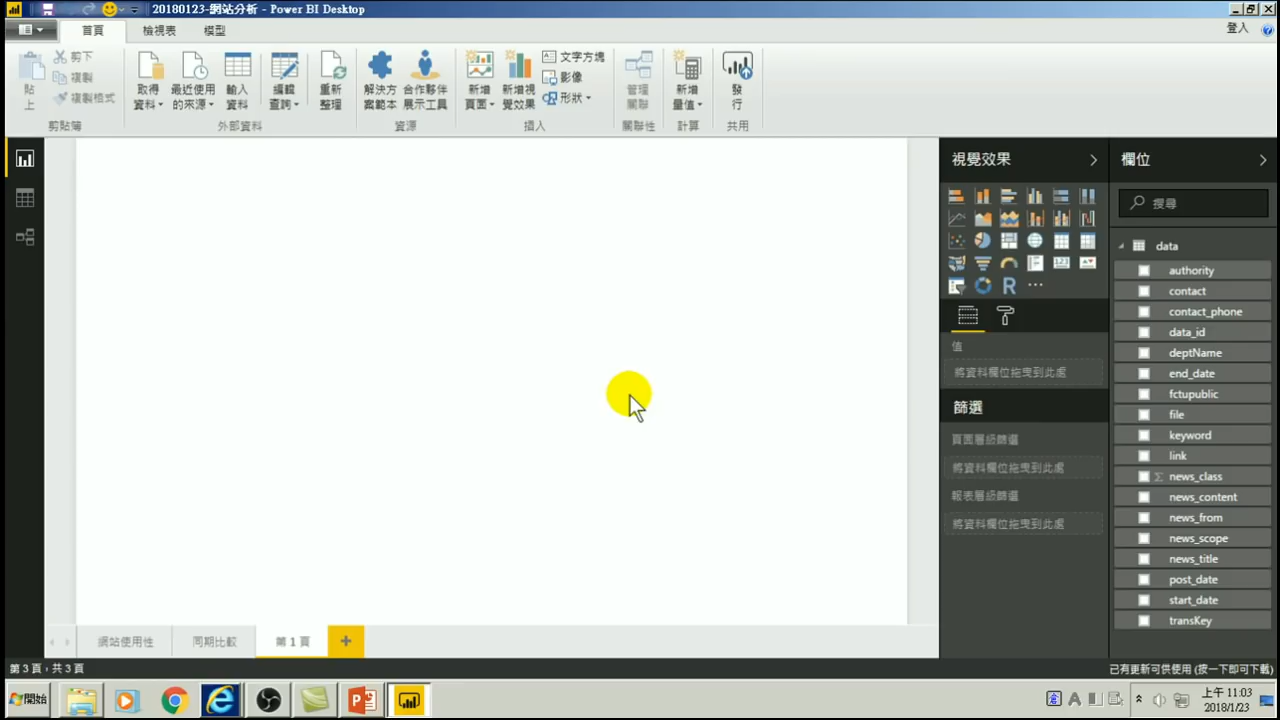 20180123-網站分析 - Power BI Desktop
首頁 檢視表 模型 登入
貼上 剪下 複製 複製格式
取得資料 最近使用的來源 輸入資料 編輯查詢 重新整理
解決方案範本 合作夥伴展示工具
新增頁面 新增視覺效果 文字方塊 影像 形狀
管理關聯 新增量值 發行
剪貼簿 外部資料 資源 插入 關聯性 計算 共用
視覺效果
值
將資料欄位拖曳到此處
篩選
頁面層級篩選
將資料欄位拖曳到此處
報表層級篩選
將資料欄位拖曳到此處
欄位
搜尋
data
authority
contact
contact_phone
data_id
deptName
end_date
fctupublic
file
keyword
link
news_class
news_content
news_from
news_scope
news_title
post_date
start_date
transKey
網站使用性 同期比較 第 1 頁
第 3 頁，共 3 頁
已有更新可供使用 (按一下即可下載)
開始
上午 11:03
2018/1/23